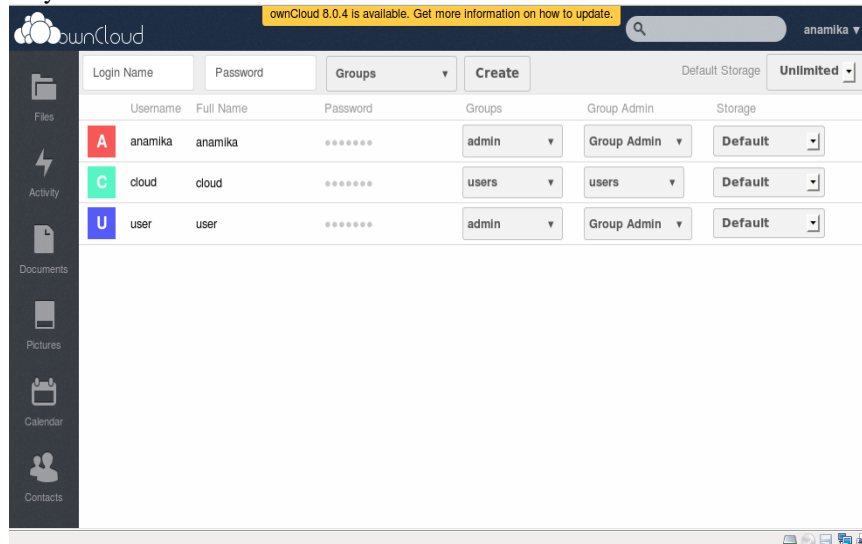 ownCloud 8.0.4 is available. Get more information on how to update.
ownCloud
anamika ▾
Login Name Password Groups Create Default Storage Unlimited
Files
Username Full Name Password Groups Group Admin Storage
A anamika anamika ●●●●●●● admin Group Admin Default
C cloud cloud ●●●●●●● users users Default
U user user ●●●●●●● admin Group Admin Default
Activity
Documents
Pictures
Calendar
Contacts